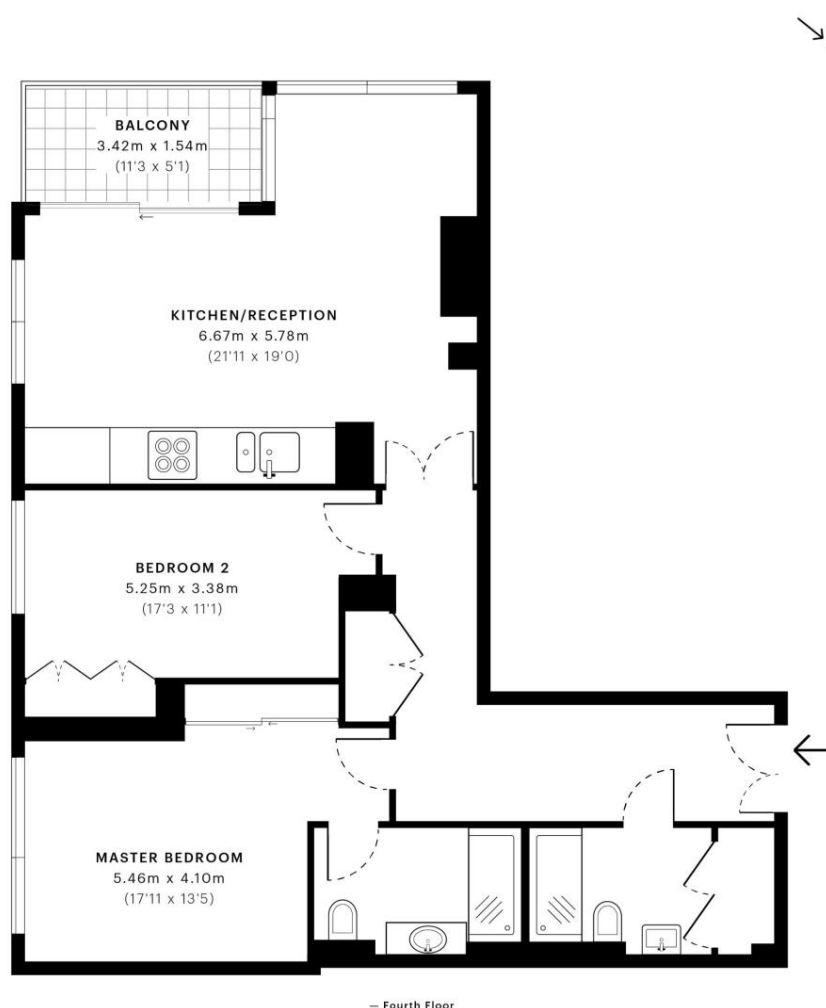 BALCONY
3.42m x 1.54m
(11'3 x 5'1)
KITCHEN/RECEPTION
6.67m x 5.78m
(21'11 x 19'0)
BEDROOM 2
5.25m x 3.38m
(17'3 x 11'1)
MASTER BEDROOM
5.46m x 4.10m
(17'11 x 13'5)
— Fourth Floor